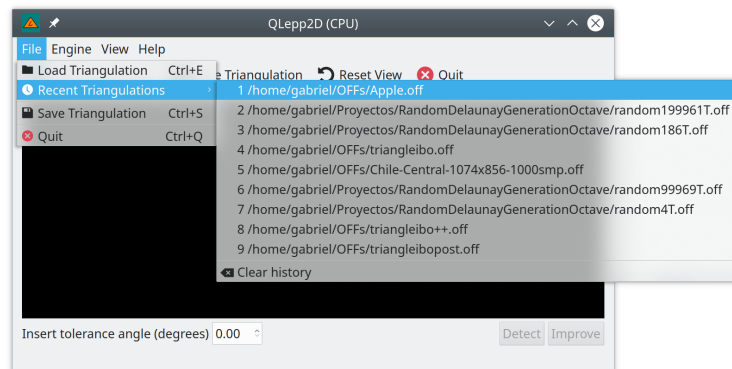 QLepp2D (CPU)
File Engine View Help
Load Triangulation Ctrl+E
e Triangulation Reset View Quit
Recent Triangulations
1 /home/gabriel/OFFs/Apple.off
Save Triangulation Ctrl+S
Quit Ctrl+Q
2 /home/gabriel/Proyectos/RandomDelaunayGenerationOctave/random199961T.off
3 /home/gabriel/Proyectos/RandomDelaunayGenerationOctave/random186T.off
4 /home/gabriel/OFFs/triangleibo.off
5 /home/gabriel/OFFs/Chile-Central-1074x856-1000smp.off
6 /home/gabriel/Proyectos/RandomDelaunayGenerationOctave/random99969T.off
7 /home/gabriel/Proyectos/RandomDelaunayGenerationOctave/random4T.off
8 /home/gabriel/OFFs/triangleibo++.off
9 /home/gabriel/OFFs/triangleibopost.off
Clear history
Insert tolerance angle (degrees) 0.00 Detect Improve